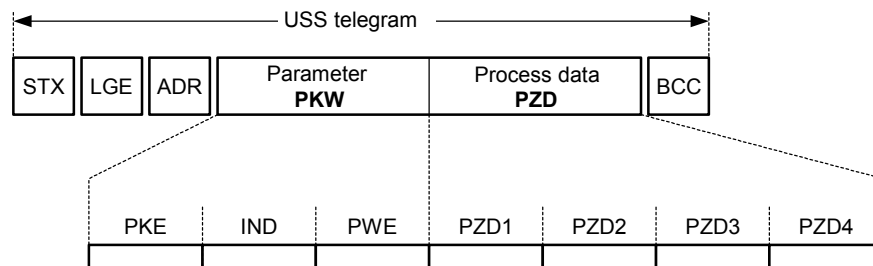 USS telegram
STX LGE ADR Parameter PKW Process data PZD BCC
PKE IND PWE PZD1 PZD2 PZD3 PZD4